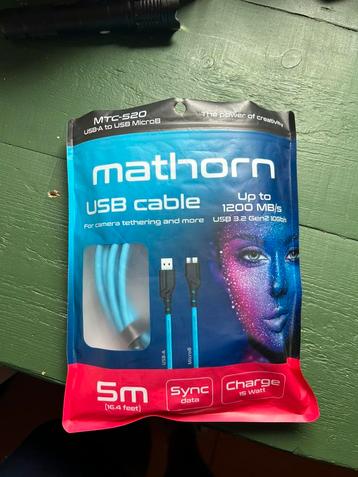 MTC-520
USB-A to USB MicroB
The power of creativity
mathorn
USB cable
For camera tethering and more
Up to
1200 MB/s
USB 3.2 Gen2 10Gb/s
USB-A
MicroB
5m
(16.4 feet)
Sync
data
Charge
15 Watt